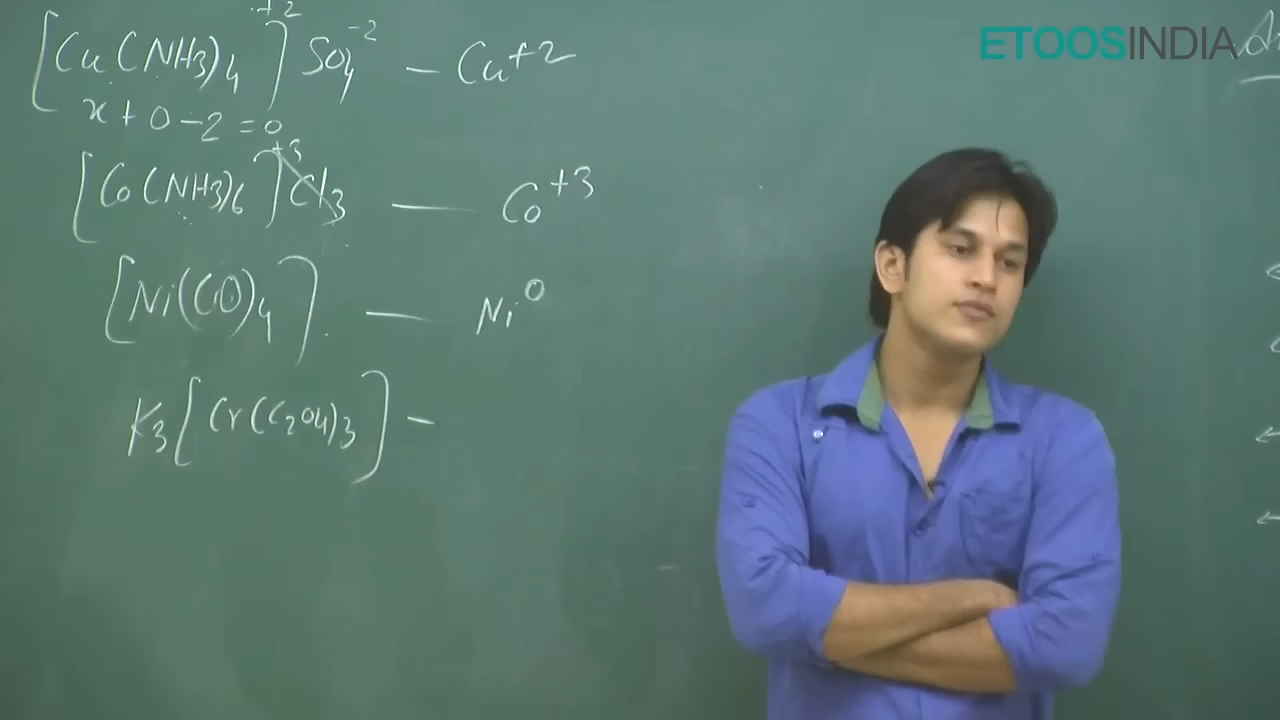 ETOOSINDIA
[Cu(NH3)4]+2 SO4-2 — Cu+2
x + 0 - 2 = 0
[Co(NH3)6]+3 Cl3 — Co+3
[Ni(CO)4] — Ni0
K3[Cr(C2O4)3] -